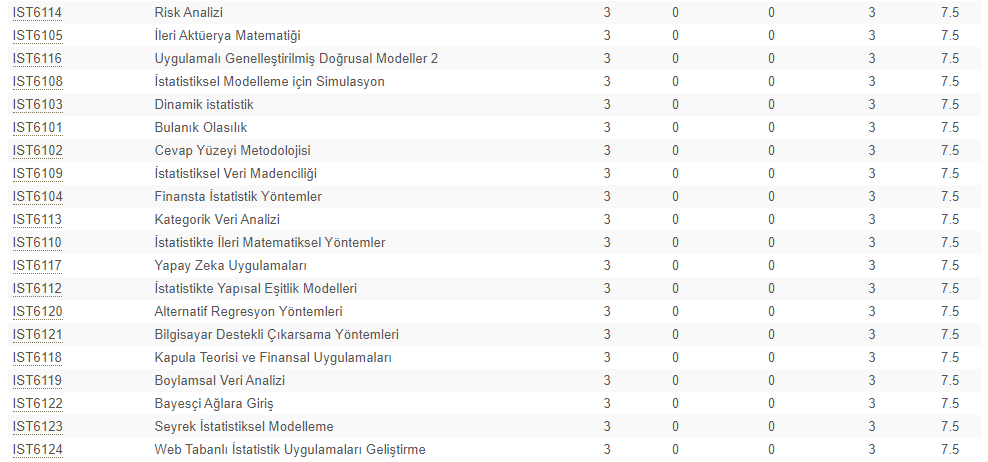 IST6114 Risk Analizi 3 0 0 3 7.5
IST6105 İleri Aktüerya Matematiği 3 0 0 3 7.5
IST6116 Uygulamalı Genelleştirilmiş Doğrusal Modeller 2 3 0 0 3 7.5
IST6108 İstatistiksel Modelleme için Simulasyon 3 0 0 3 7.5
IST6103 Dinamik istatistik 3 0 0 3 7.5
IST6101 Bulanık Olasılık 3 0 0 3 7.5
IST6102 Cevap Yüzeyi Metodolojisi 3 0 0 3 7.5
IST6109 İstatistiksel Veri Madenciliği 3 0 0 3 7.5
IST6104 Finansta İstatistik Yöntemler 3 0 0 3 7.5
IST6113 Kategorik Veri Analizi 3 0 0 3 7.5
IST6110 İstatistikte İleri Matematiksel Yöntemler 3 0 0 3 7.5
IST6117 Yapay Zeka Uygulamaları 3 0 0 3 7.5
IST6112 İstatistikte Yapısal Eşitlik Modelleri 3 0 0 3 7.5
IST6120 Alternatif Regresyon Yöntemleri 3 0 0 3 7.5
IST6121 Bilgisayar Destekli Çıkarsama Yöntemleri 3 0 0 3 7.5
IST6118 Kapula Teorisi ve Finansal Uygulamaları 3 0 0 3 7.5
IST6119 Boylamsal Veri Analizi 3 0 0 3 7.5
IST6122 Bayesçi Ağlara Giriş 3 0 0 3 7.5
IST6123 Seyrek İstatistiksel Modelleme 3 0 0 3 7.5
IST6124 Web Tabanlı İstatistik Uygulamaları Geliştirme 3 0 0 3 7.5